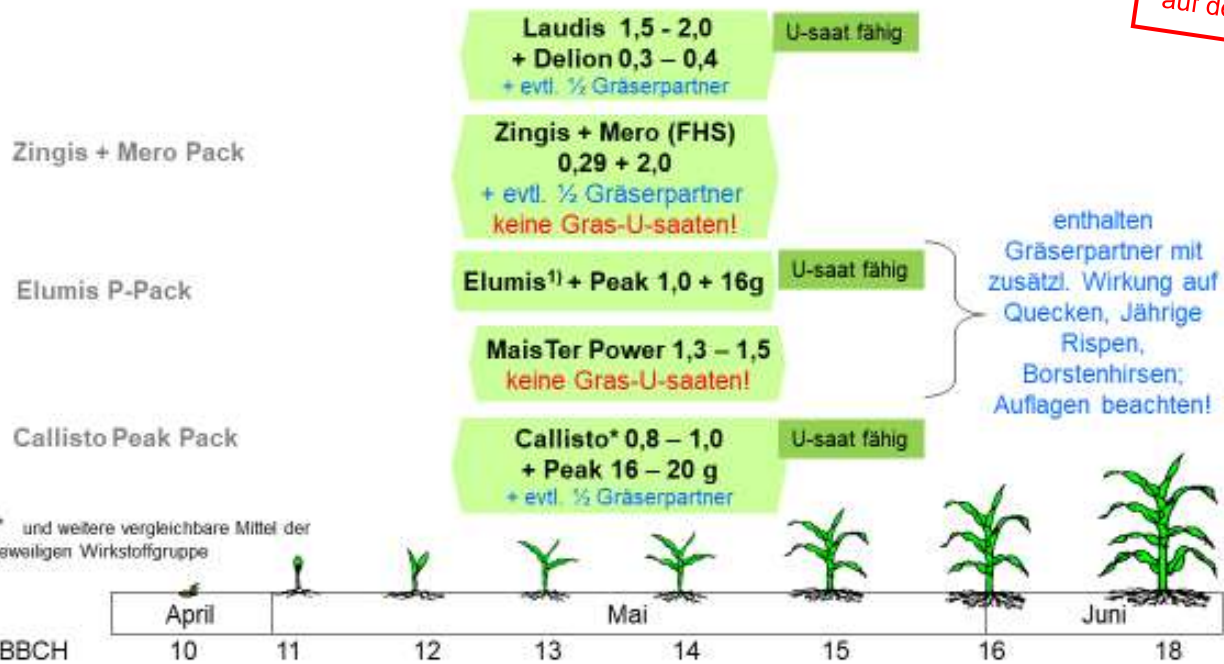 auf de
Laudis 1,5 - 2,0
+ Delion 0,3 – 0,4
+ evtl. ½ Gräserpartner
U-saat fähig
Zingis + Mero Pack
Zingis + Mero (FHS)
0,29 + 2,0
+ evtl. ½ Gräserpartner
keine Gras-U-saaten!
Elumis P-Pack
Elumis¹⁾ + Peak 1,0 + 16g
U-saat fähig
MaisTer Power 1,3 – 1,5
keine Gras-U-saaten!
enthalten
Gräserpartner mit
zusätzl. Wirkung auf
Quecken, Jährige
Rispen,
Borstenhirsen;
Auflagen beachten!
Callisto Peak Pack
Callisto* 0,8 – 1,0
+ Peak 16 – 20 g
+ evtl. ½ Gräserpartner
U-saat fähig
* und weitere vergleichbare Mittel der
eweiligen Wirkstoffgruppe
April Mai Juni
BBCH 10 11 12 13 14 15 16 18